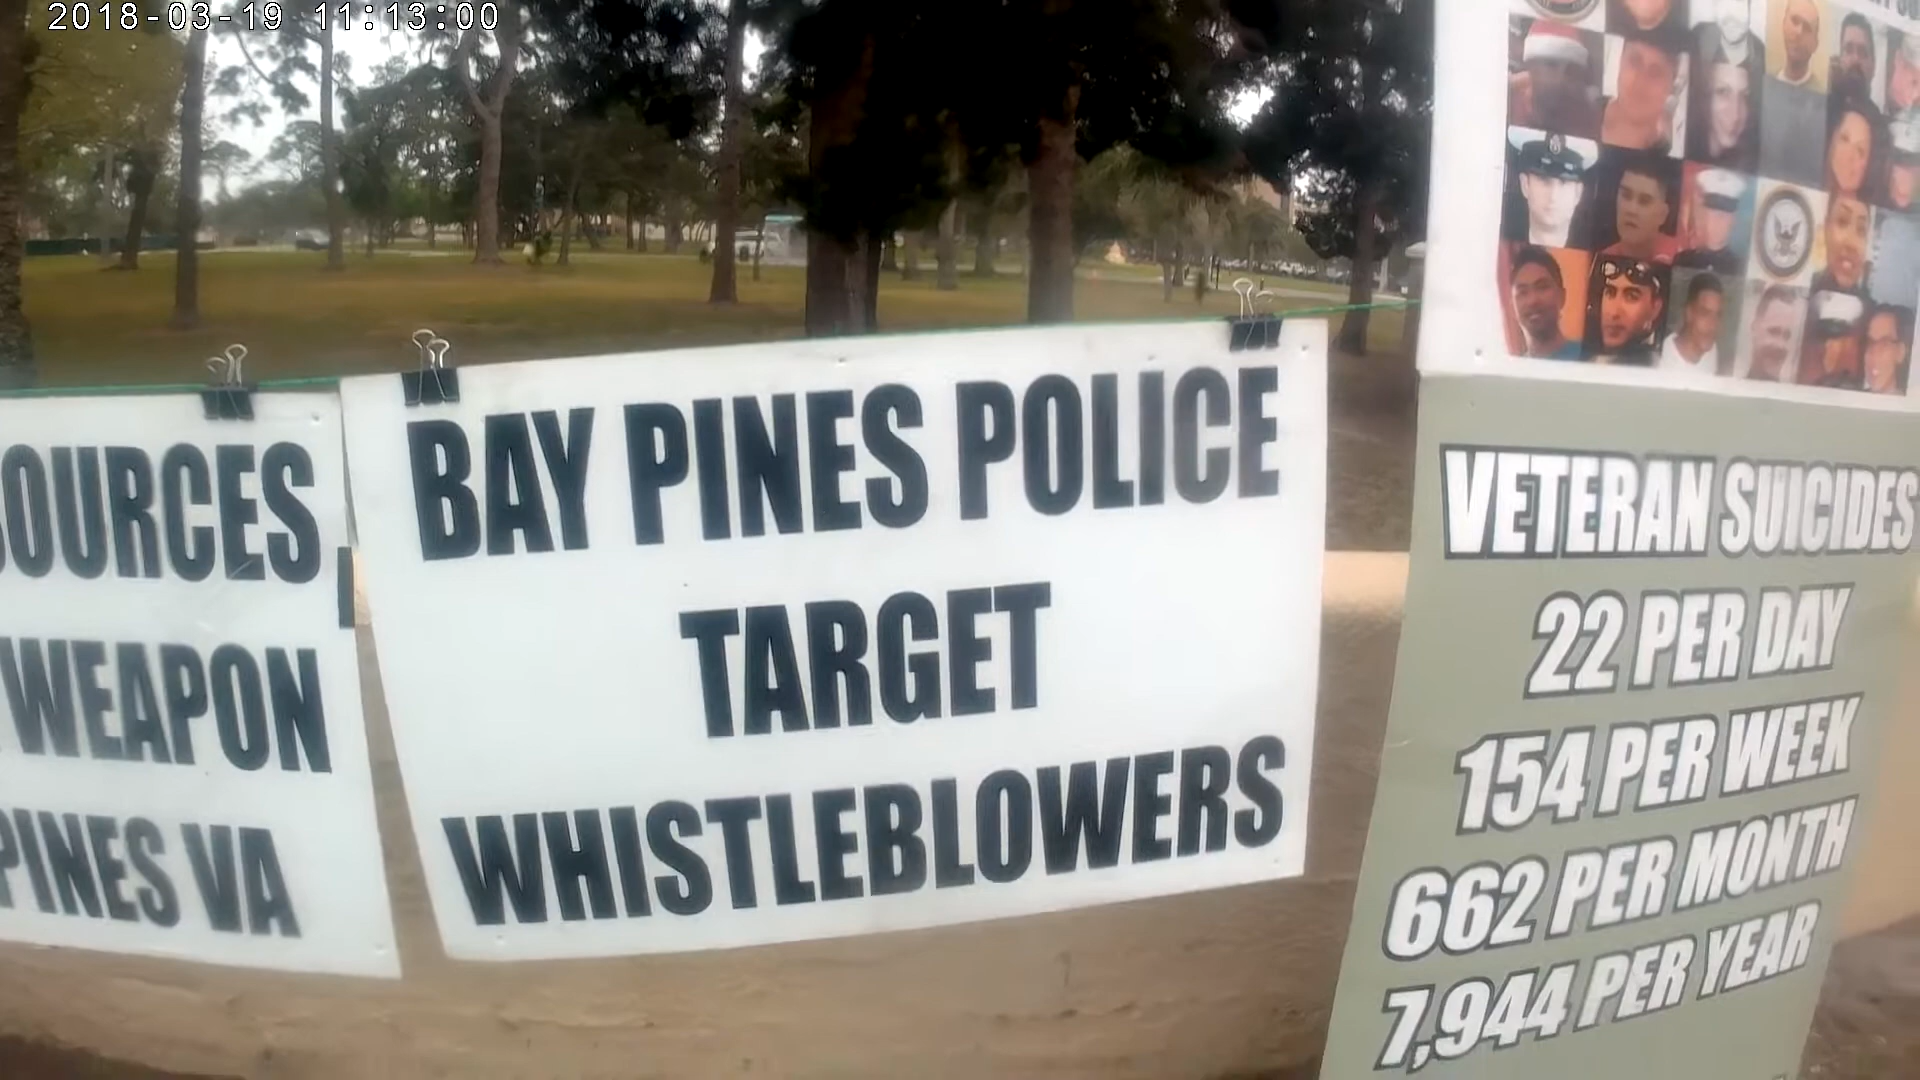 2018-03-19 11:13:00
OURCES
WEAPON
PINES VA
BAY PINES POLICE
TARGET
WHISTLEBLOWERS
VETERAN SUICIDES
22 PER DAY
154 PER WEEK
662 PER MONTH
7,944 PER YEAR